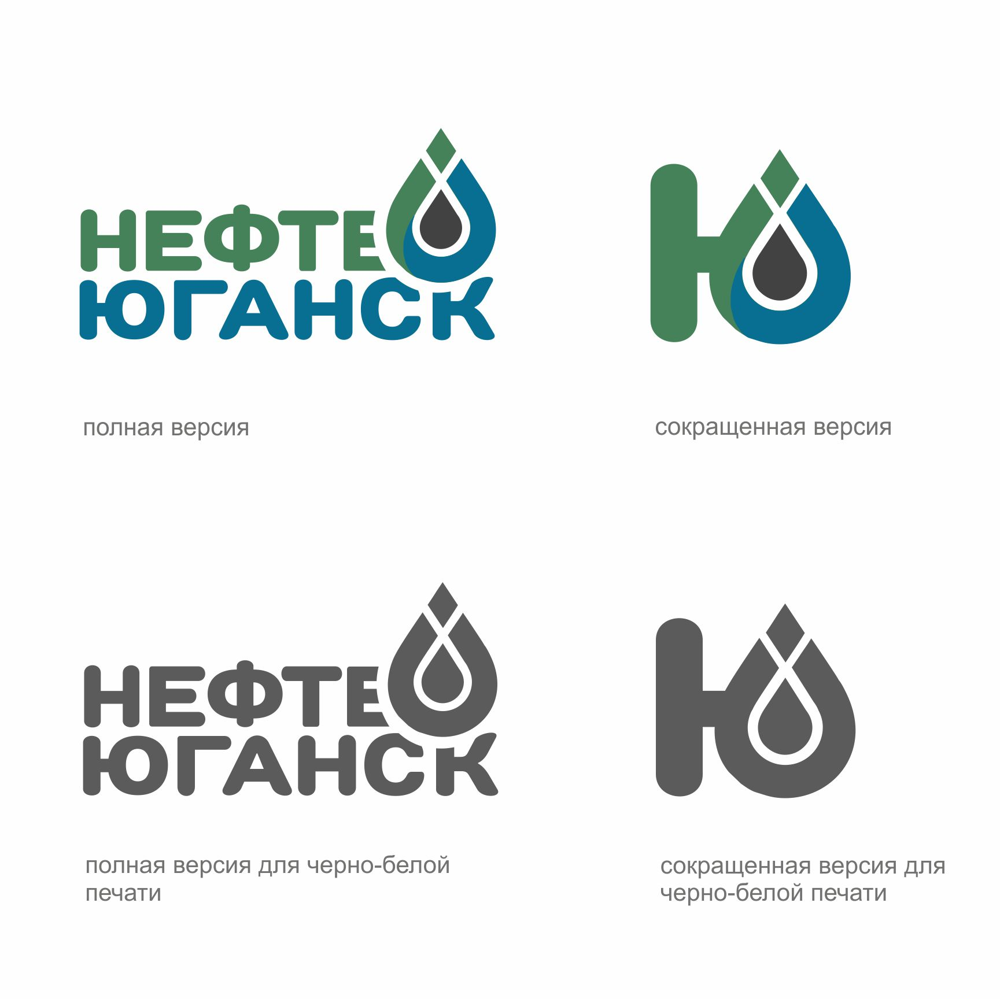 НЕФТЕ
ЮГАНСК
Ю
полная версия
сокращенная версия
НЕФТЕ
ЮГАНСК
Ю
полная версия для черно-белой
печати
сокращенная версия для
черно-белой печати